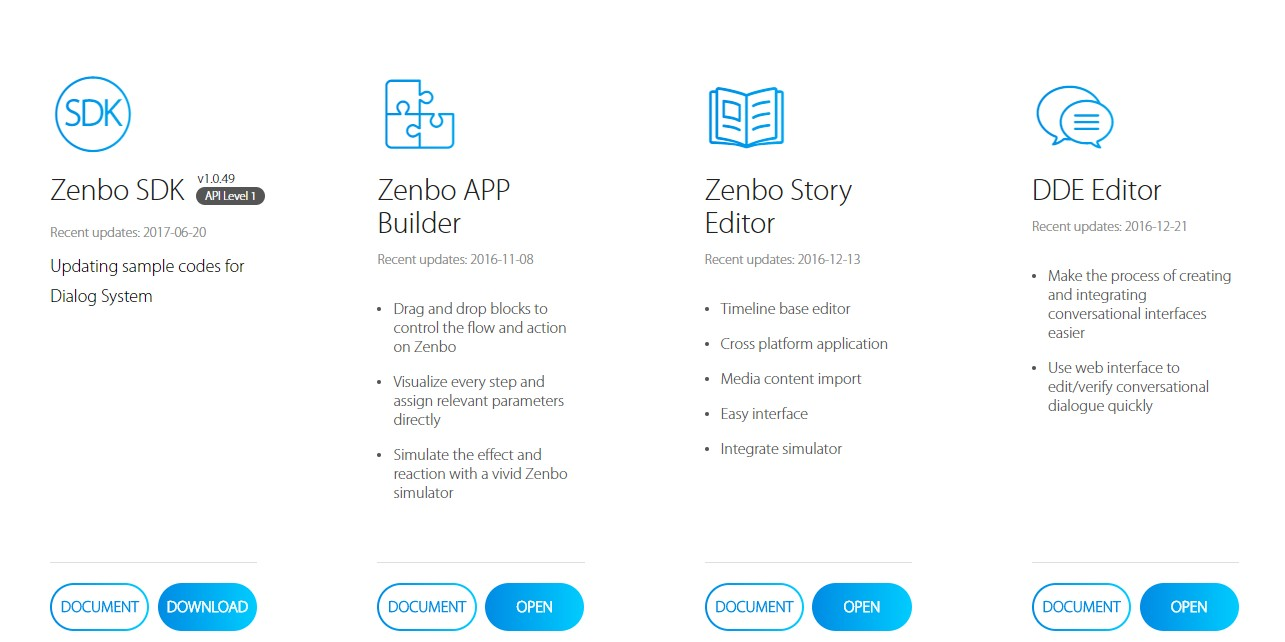 SDK
Zenbo SDK
v1.0.49
API Level 1
Recent updates: 2017-06-20
Updating sample codes for
Dialog System
DOCUMENT
DOWNLOAD
Zenbo APP
Builder
Recent updates: 2016-11-08
• Drag and drop blocks to
control the flow and action
on Zenbo
• Visualize every step and
assign relevant parameters
directly
• Simulate the effect and
reaction with a vivid Zenbo
simulator
DOCUMENT
OPEN
Zenbo Story
Editor
Recent updates: 2016-12-13
• Timeline base editor
• Cross platform application
• Media content import
• Easy interface
• Integrate simulator
DOCUMENT
OPEN
DDE Editor
Recent updates: 2016-12-21
• Make the process of creating
and integrating
conversational interfaces
easier
• Use web interface to
edit/verify conversational
dialogue quickly
DOCUMENT
OPEN